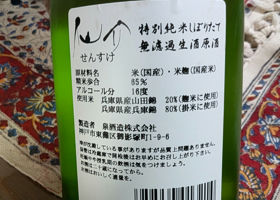 仙介
せんすけ
特別純米しぼりたて
無濾過生酒原酒
原材料名 米(国産)・米麹(国産米)
精米歩合 65%
アルコール分 16度
使用米 兵庫県産山田錦 20%(麹米に使用)
兵庫県産兵庫錦 80%(掛米に使用)
製造者 泉酒造株式会社
神戸市東灘区御影塚町1-9-6